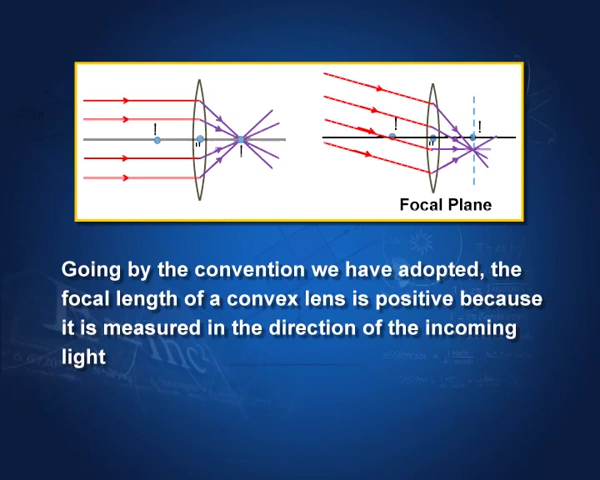 !
!
!
!
Focal Plane
Going by the convention we have adopted, the
focal length of a convex lens is positive because
it is measured in the direction of the incoming
light